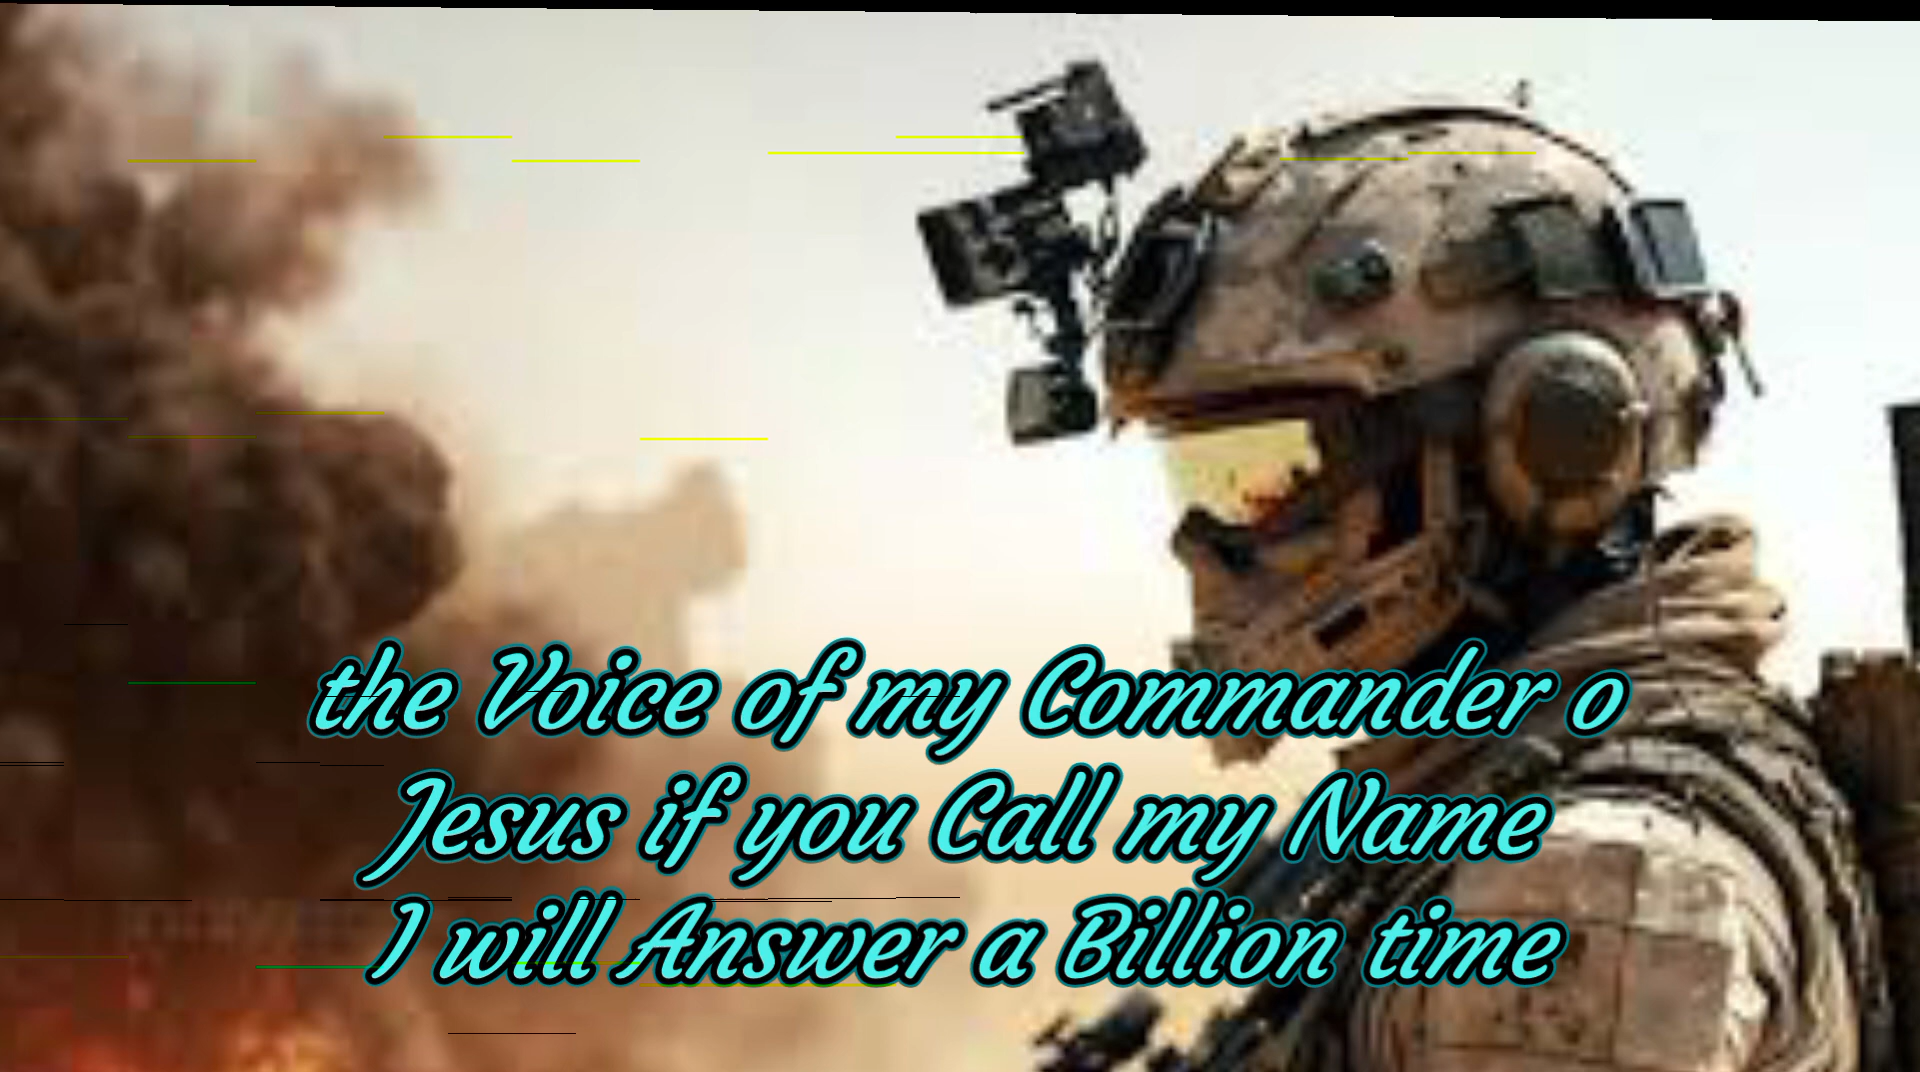 the Voice of my Commander o
Jesus if you Call my Name
I will Answer a Billion time